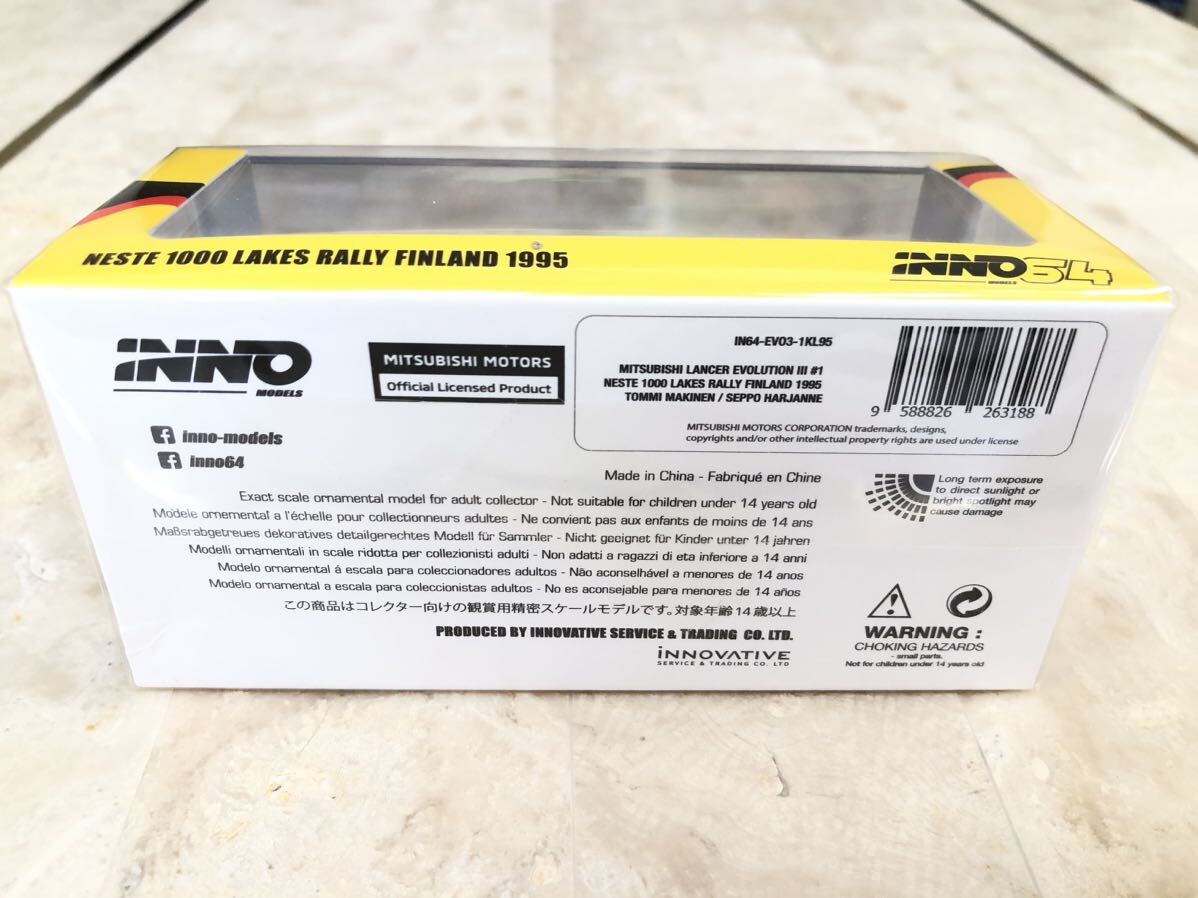 NESTE 1000 LAKES RALLY FINLAND 1995
INNO64
MODELS
INNO
MODELS
MITSUBISHI MOTORS
Official Licensed Product
inno-models
inno64
IN64-EVO3-1KL95
MITSUBISHI LANCER EVOLUTION III #1
NESTE 1000 LAKES RALLY FINLAND 1995
TOMMI MAKINEN / SEPPO HARJANNE
9 588826 263188
MITSUBISHI MOTORS CORPORATION trademarks, designs,
copyrights and/or other intellectual property rights are used under license
Made in China - Fabriqué en Chine
Exact scale ornamental model for adult collector - Not suitable for children under 14 years old
Modele ornemental a l'échelle pour collectionneurs adultes - Ne convient pas aux enfants de moins de 14 ans
Maßsrabgetreues dekoratives detailgerechtes Modell für Sammler - Nicht geeignet für Kinder unter 14 jahren
Modelli ornamentali in scale ridotta per collezionisti adulti - Non adatti a ragazzi di eta inferiore a 14 anni
Modelo ornamental á escala para coleccionadores adultos - Não aconselhável a menores de 14 anos
Modelo ornamental a escala para coleccionistas adultos - No es aconsejable para menores de 14 años
この商品はコレクター向けの観賞用精密スケールモデルです。対象年齢14歳以上
PRODUCED BY INNOVATIVE SERVICE & TRADING CO. LTD.
INNOVATIVE
SERVICE & TRADING CO. LTD
Long term exposure
to direct sunlight or
bright spotlight may
cause damage
WARNING :
CHOKING HAZARDS
- small parts.
Not for children under 14 years old